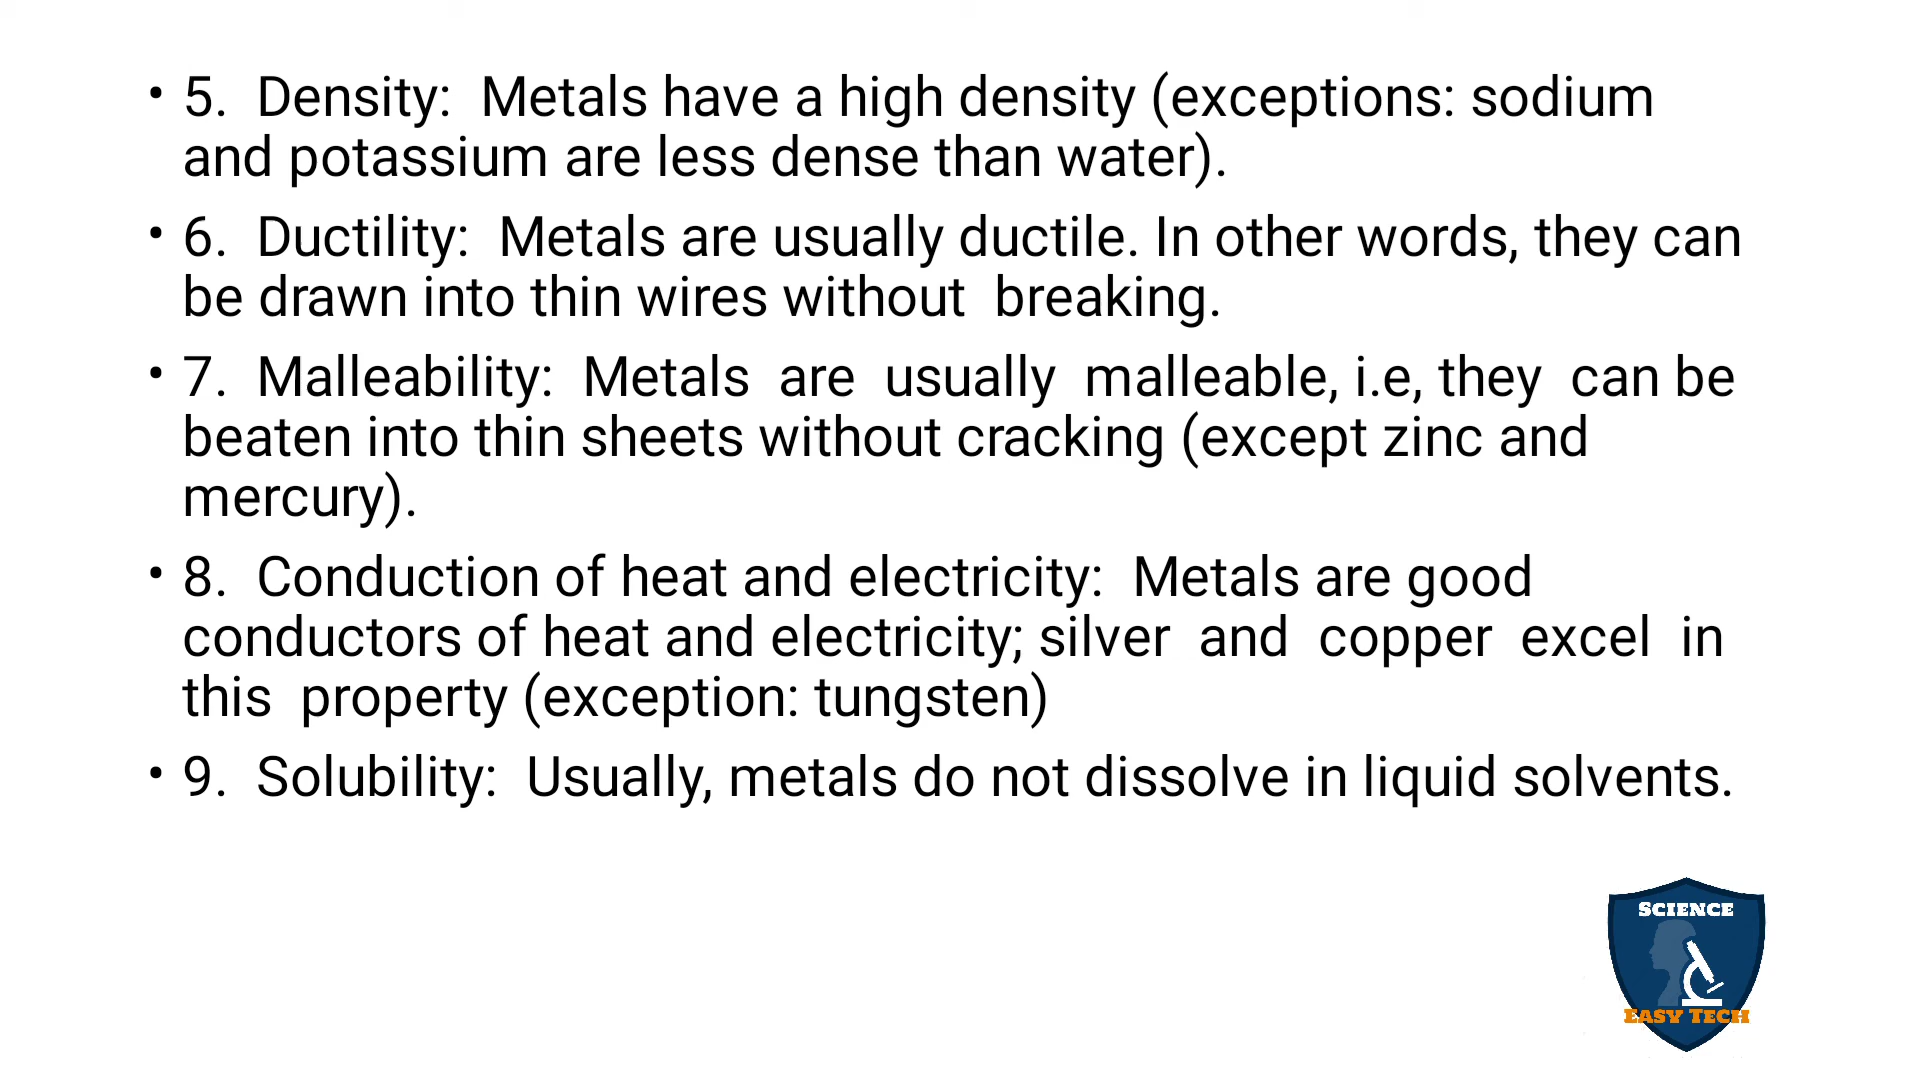 • 5.  Density:  Metals have a high density (exceptions: sodium
and potassium are less dense than water).
• 6.  Ductility:  Metals are usually ductile. In other words, they can
be drawn into thin wires without  breaking.
• 7.  Malleability:  Metals  are  usually  malleable, i.e, they  can be
beaten into thin sheets without cracking (except zinc and
mercury).
• 8.  Conduction of heat and electricity:  Metals are good
conductors of heat and electricity; silver  and  copper  excel  in
this  property (exception: tungsten)
• 9.  Solubility:  Usually, metals do not dissolve in liquid solvents.
SCIENCE
EASY TECH